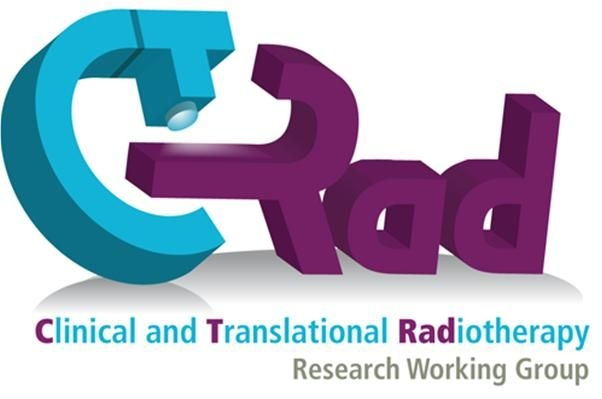 CTRad
Clinical and Translational Radiotherapy
Research Working Group